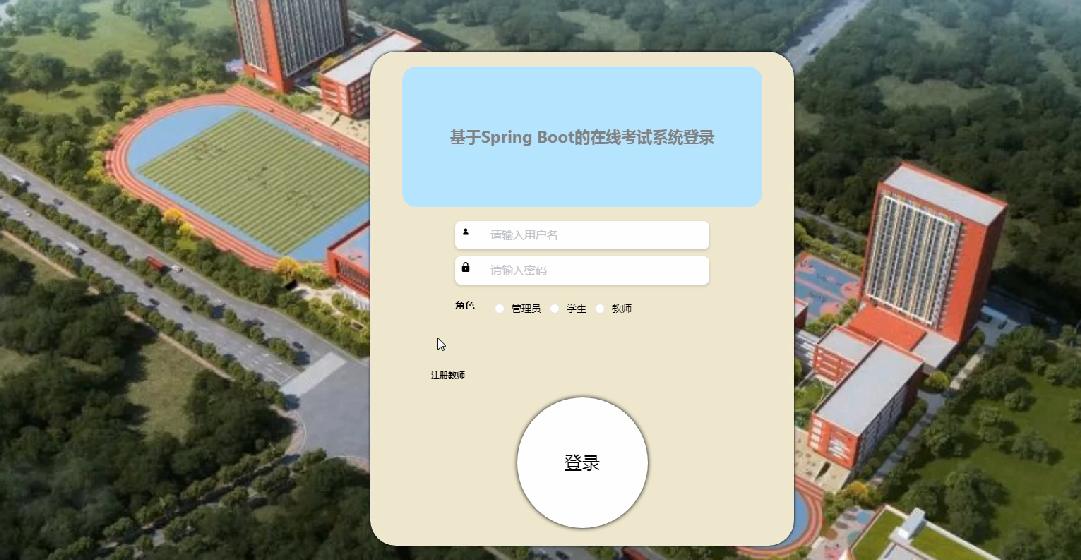 基于Spring Boot的在线考试系统登录
请输入用户名
请输入密码
角色 管理员 学生 教师
注册教师
登录